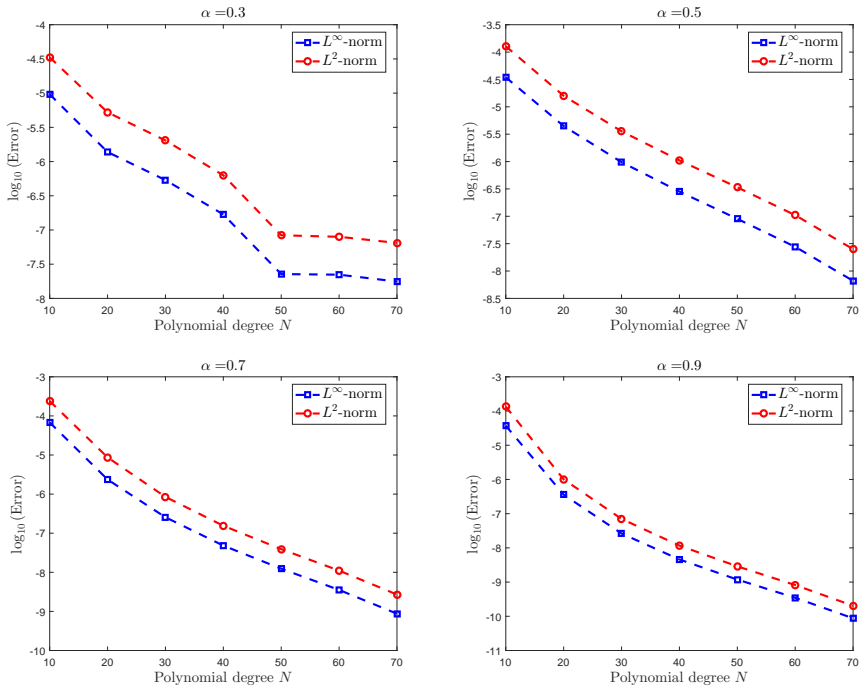 α =0.3
-4
-4.5
-5
-5.5
-6
-6.5
-7
-7.5
-8
log₁₀(Error)
10 20 30 40 50 60 70
Polynomial degree N
L^∞-norm
L²-norm
α =0.5
-3.5
-4
-4.5
-5
-5.5
-6
-6.5
-7
-7.5
-8
-8.5
log₁₀(Error)
10 20 30 40 50 60 70
Polynomial degree N
L^∞-norm
L²-norm
α =0.7
-3
-4
-5
-6
-7
-8
-9
-10
log₁₀(Error)
10 20 30 40 50 60 70
Polynomial degree N
L^∞-norm
L²-norm
α =0.9
-3
-4
-5
-6
-7
-8
-9
-10
-11
log₁₀(Error)
10 20 30 40 50 60 70
Polynomial degree N
L^∞-norm
L²-norm